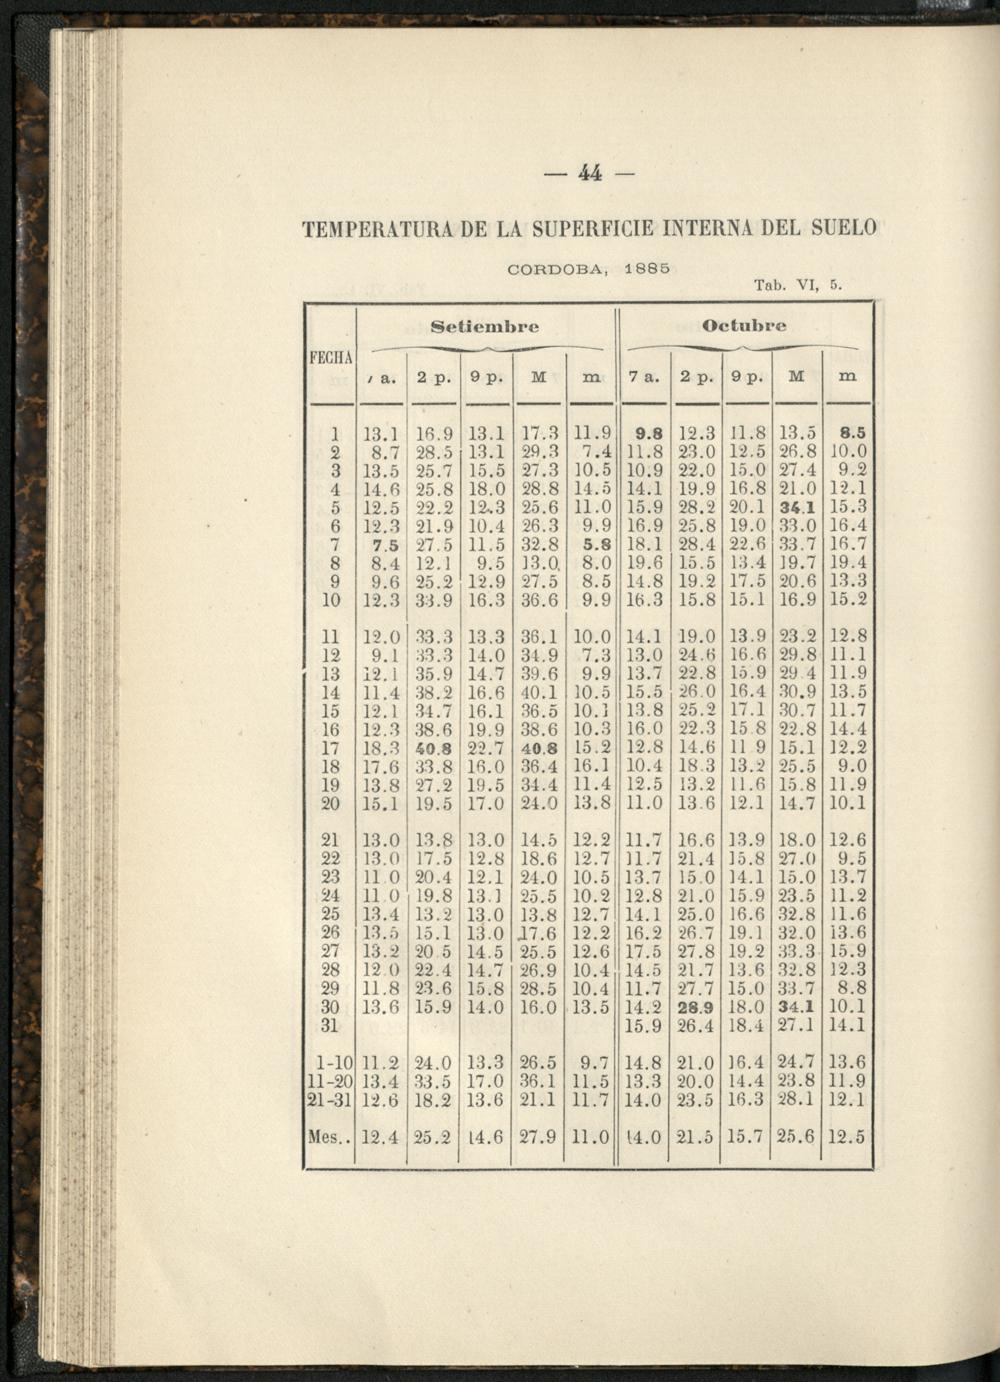 — 44 —
TEMPERATURA DE LA SUPERFICIE INTERNA DEL SUELO
CORDOBA, 1885
Tab. VI, 5.
FECHA Setiembre Octubre
a. 2 p. 9 p. M m 7 a. 2 p. 9 p. M m
1 13.1 16.9 13.1 17.3 11.9 9.8 12.3 11.8 13.5 8.5
2 8.7 28.5 13.1 29.3 7.4 11.8 23.0 12.5 26.8 10.0
3 13.5 25.7 15.5 27.3 10.5 10.9 22.0 15.0 27.4 9.2
4 14.6 25.8 18.0 28.8 14.5 14.1 19.9 16.8 21.0 12.1
5 12.5 22.2 12.3 25.6 11.0 15.9 28.2 20.1 34.1 15.3
6 12.3 21.9 10.4 26.3 9.9 16.9 25.8 19.0 33.0 16.4
7 7.5 27.5 11.5 32.8 5.8 18.1 28.4 22.6 33.7 16.7
8 8.4 12.1 9.5 13.0 8.0 19.6 15.5 13.4 19.7 19.4
9 9.6 25.2 12.9 27.5 8.5 14.8 19.2 17.5 20.6 13.3
10 12.3 33.9 16.3 36.6 9.9 16.3 15.8 15.1 16.9 15.2
11 12.0 33.3 13.3 36.1 10.0 14.1 19.0 13.9 23.2 12.8
12 9.1 33.3 14.0 34.9 7.3 13.0 24.6 16.6 29.8 11.1
13 12.1 35.9 14.7 39.6 9.9 13.7 22.8 15.9 29.4 11.9
14 11.4 38.2 16.6 40.1 10.5 15.5 26.0 16.4 30.9 13.5
15 12.1 34.7 16.1 36.5 10.1 13.8 25.2 17.1 30.7 11.7
16 12.3 38.6 19.9 38.6 10.3 16.0 22.3 15.8 22.8 14.4
17 18.3 40.8 22.7 40.8 15.2 12.8 14.6 11.9 15.1 12.2
18 17.6 33.8 16.0 36.4 16.1 10.4 18.3 13.2 25.5 9.0
19 13.8 27.2 19.5 34.4 11.4 12.5 13.2 11.6 15.8 11.9
20 15.1 19.5 17.0 24.0 13.8 11.0 13.6 12.1 14.7 10.1
21 13.0 13.8 13.0 14.5 12.2 11.7 16.6 13.9 18.0 12.6
22 13.0 17.5 12.8 18.6 12.7 11.7 21.4 15.8 27.0 9.5
23 11.0 20.4 12.1 24.0 10.5 13.7 15.0 14.1 15.0 13.7
24 11.0 19.8 13.1 25.5 10.2 12.8 21.0 15.9 23.5 11.2
25 13.4 13.2 13.0 13.8 12.7 14.1 25.0 16.6 32.8 11.6
26 13.5 15.1 13.0 17.6 12.2 16.2 26.7 19.1 32.0 13.6
27 13.2 20.5 14.5 25.5 12.6 17.5 27.8 19.2 33.3 15.9
28 12.0 22.4 14.7 26.9 10.4 14.5 21.7 13.6 32.8 12.3
29 11.8 23.6 15.8 28.5 10.4 11.7 27.7 15.0 33.7 8.8
30 13.6 15.9 14.0 16.0 13.5 14.2 28.9 18.0 34.1 10.1
31 15.9 26.4 18.4 27.1 14.1
1-10 11.2 24.0 13.3 26.5 9.7 14.8 21.0 16.4 24.7 13.6
11-20 13.4 33.5 17.0 36.1 11.5 13.3 20.0 14.4 23.8 11.9
21-31 12.6 18.2 13.6 21.1 11.7 14.0 23.5 16.3 28.1 12.1
Mes.. 12.4 25.2 14.6 27.9 11.0 14.0 21.5 15.7 25.6 12.5